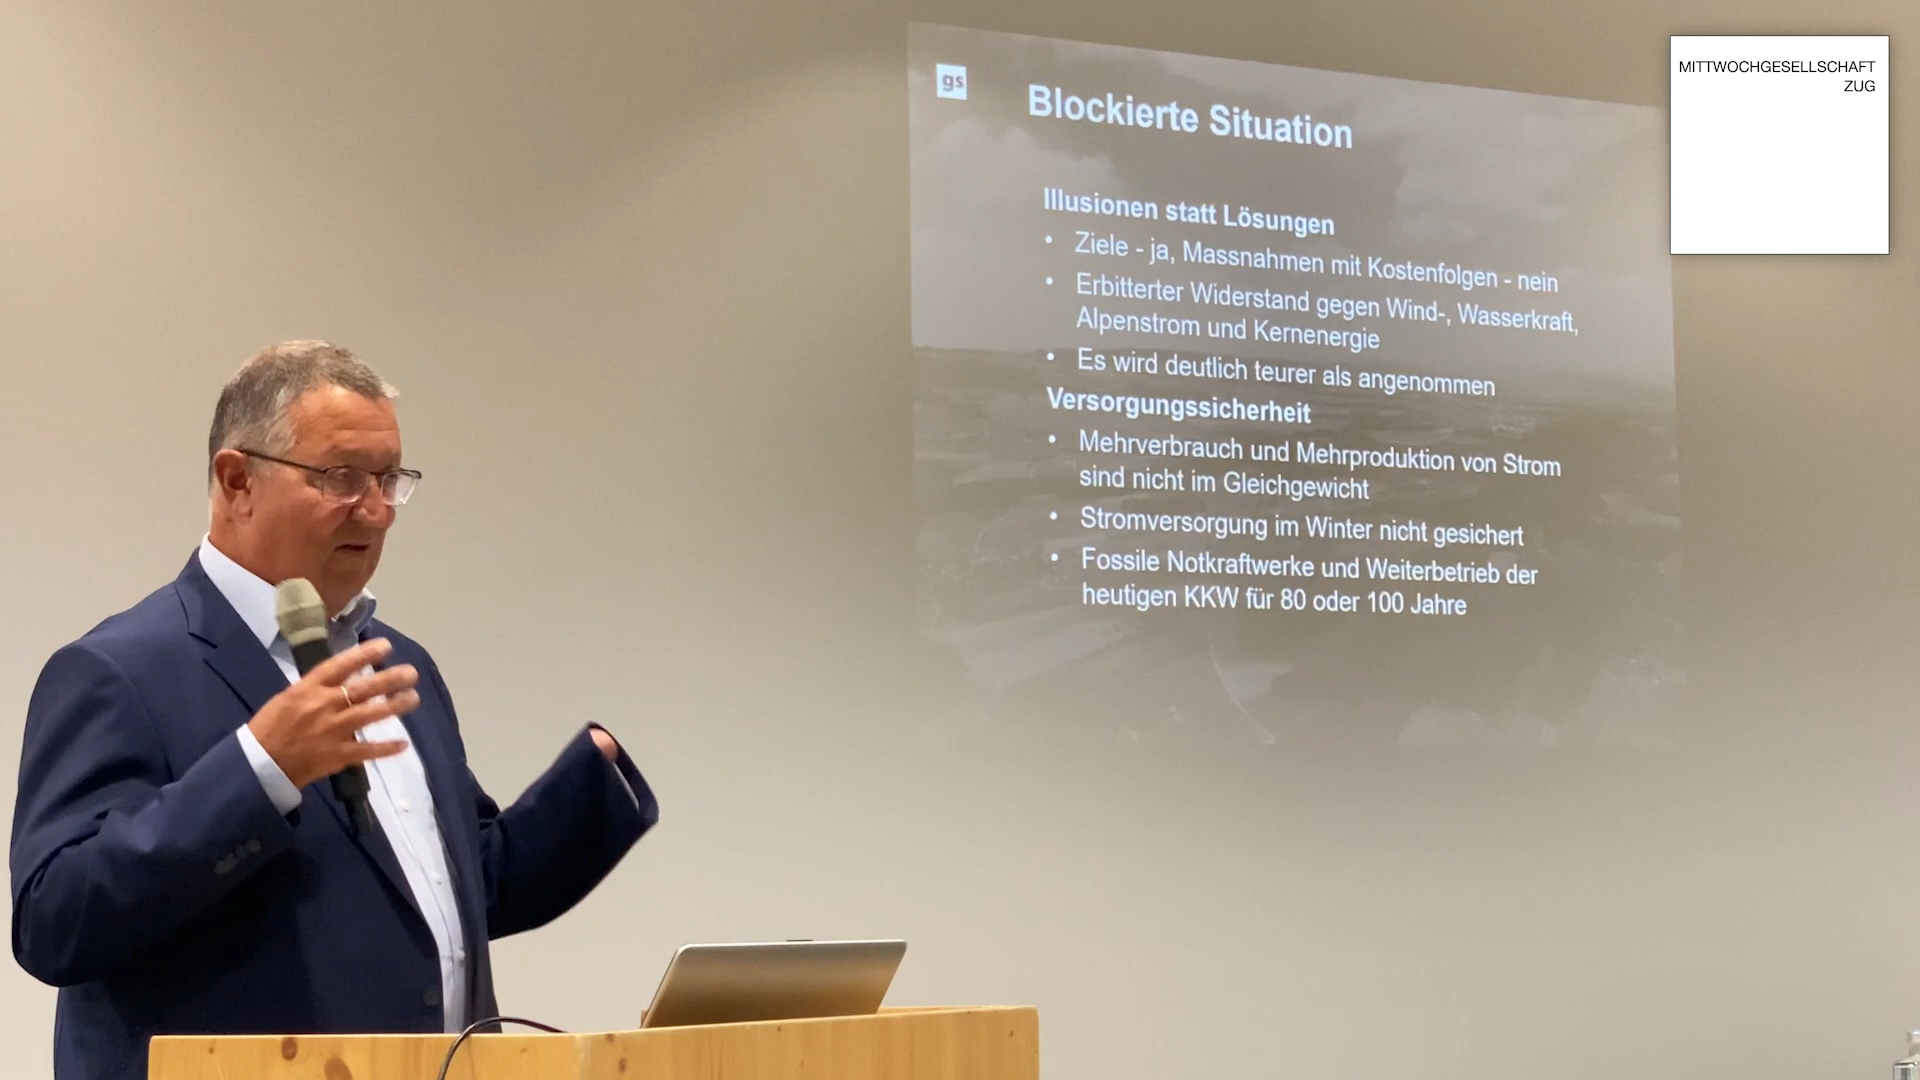 MITTWOCHGESELLSCHAFT
ZUG
gs
Blockierte Situation
Illusionen statt Lösungen
• Ziele - ja, Massnahmen mit Kostenfolgen - nein
• Erbitterter Widerstand gegen Wind-, Wasserkraft,
Alpenstrom und Kernenergie
• Es wird deutlich teurer als angenommen
Versorgungssicherheit
• Mehrverbrauch und Mehrproduktion von Strom
sind nicht im Gleichgewicht
• Stromversorgung im Winter nicht gesichert
• Fossile Notkraftwerke und Weiterbetrieb der
heutigen KKW für 80 oder 100 Jahre